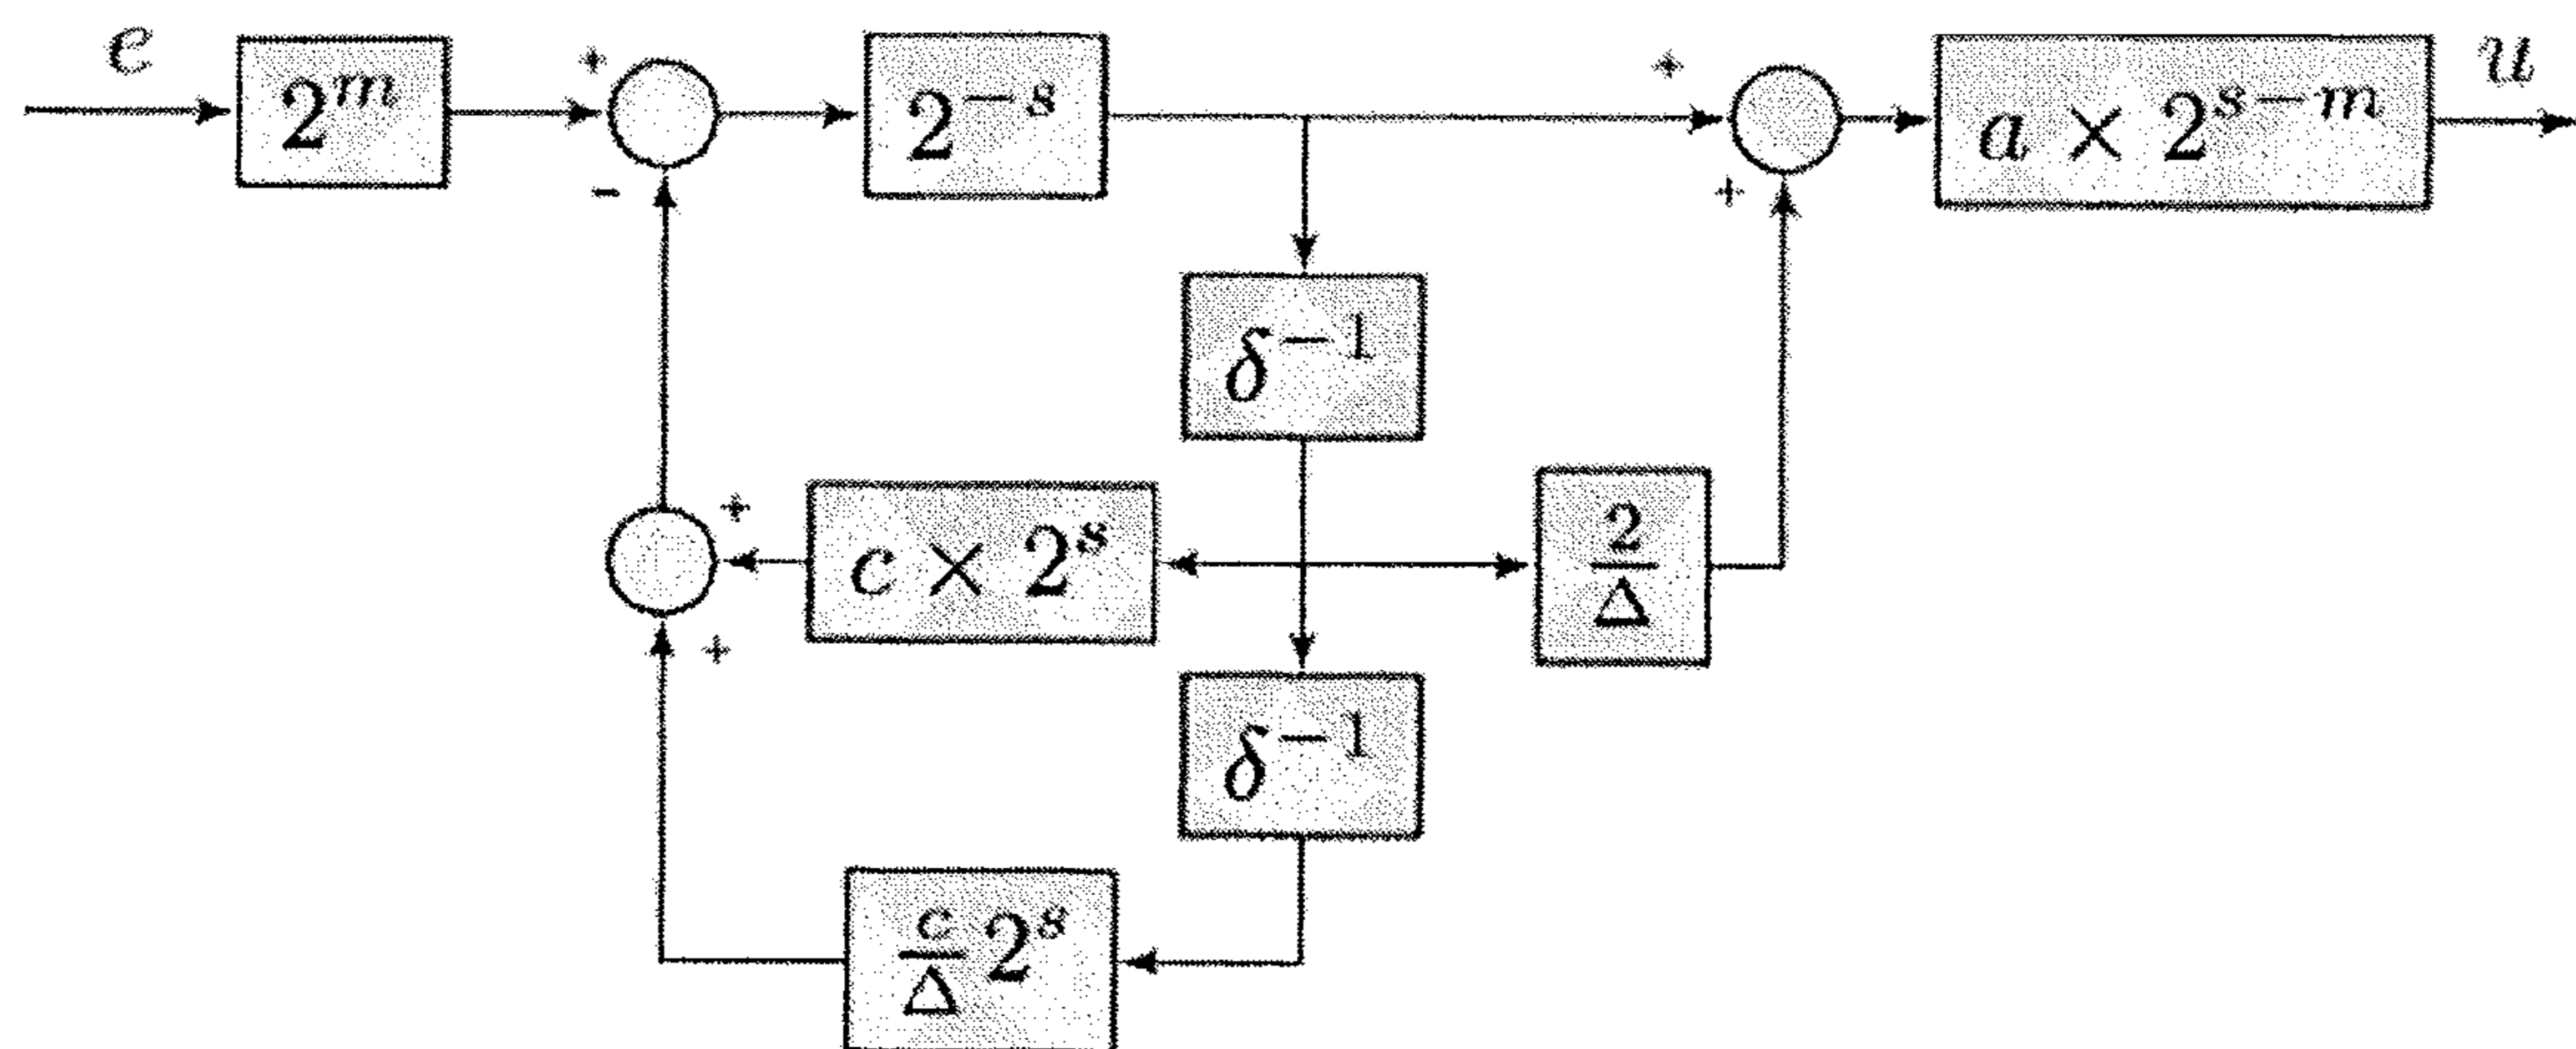 e
2^m
+
-
2^{-s}
+
+
a × 2^{s-m}
u
δ^{-1}
+
c × 2^s
2/Δ
+
δ^{-1}
c/Δ 2^s